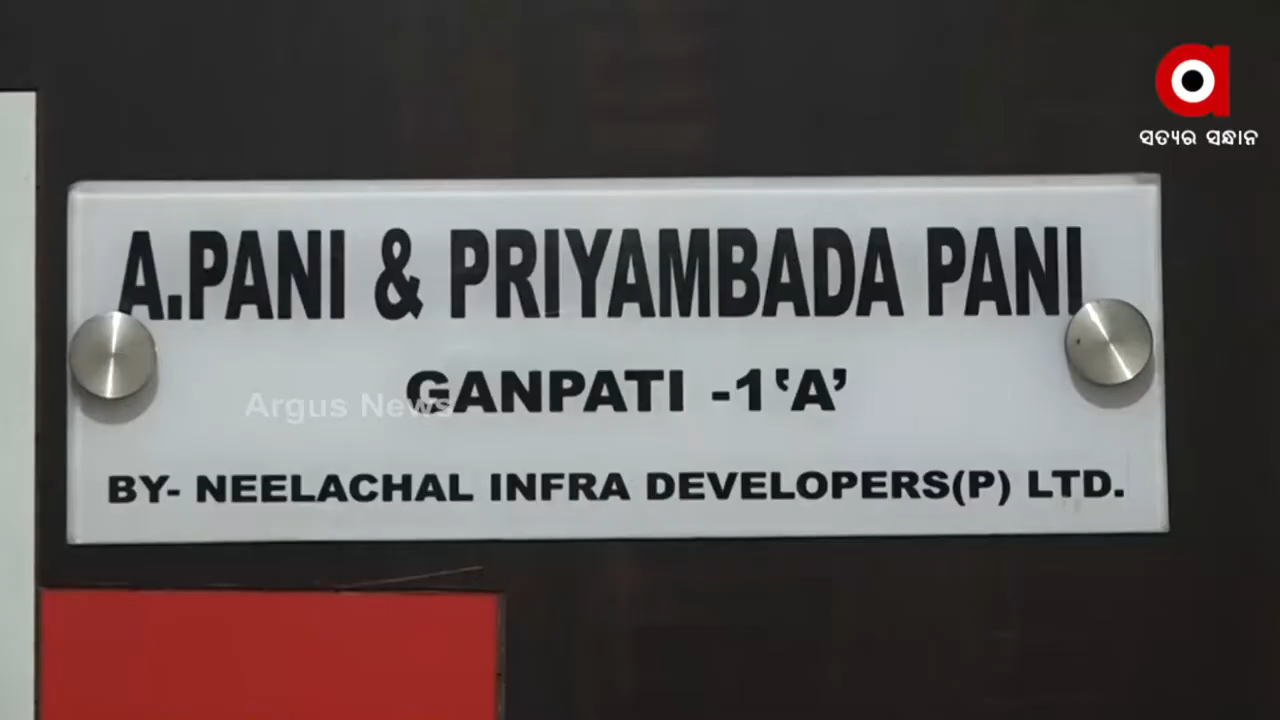 ସତ୍ୟର ସନ୍ଧାନ
A.PANI & PRIYAMBADA PANI
GANPATI -1‛A’
Argus News
BY- NEELACHAL INFRA DEVELOPERS(P) LTD.